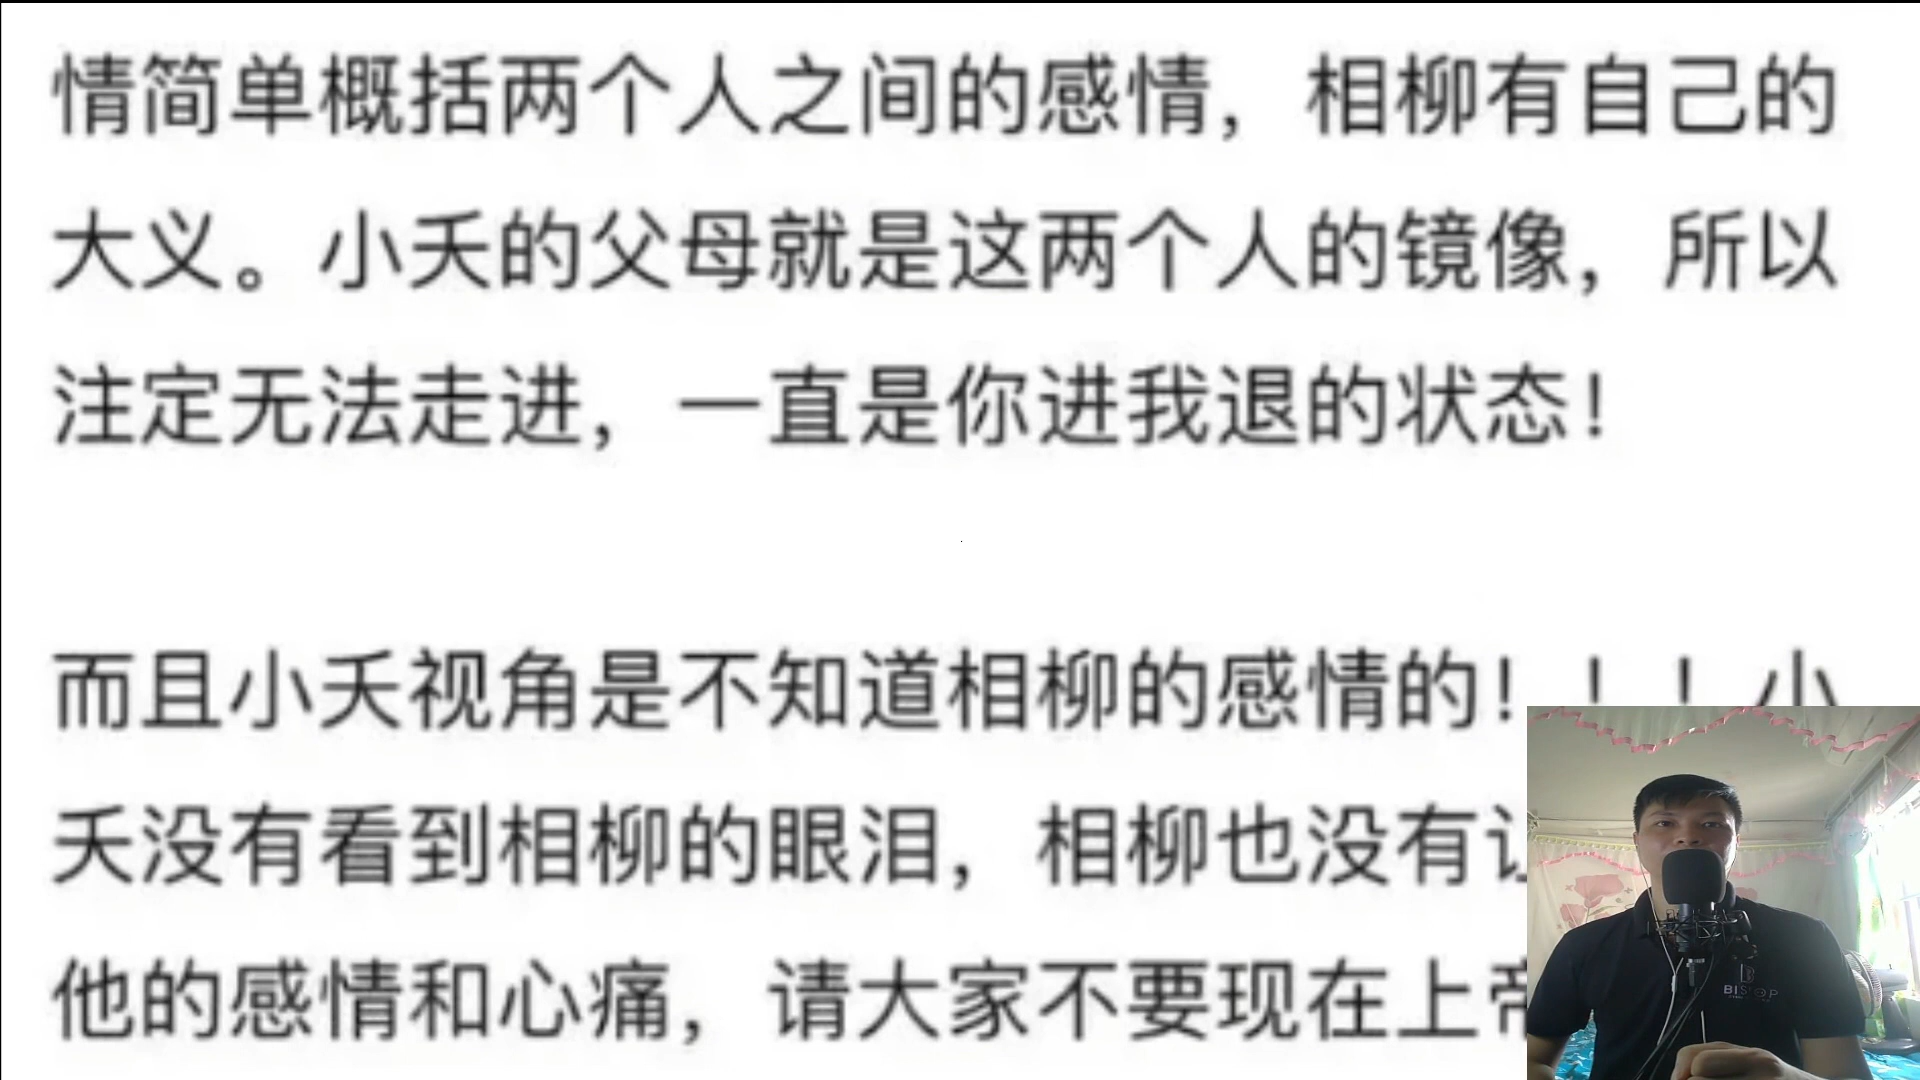 情简单概括两个人之间的感情，相柳有自己的
大义。小夭的父母就是这两个人的镜像，所以
注定无法走进，一直是你进我退的状态！
而且小夭视角是不知道相柳的感情的！！！小
夭没有看到相柳的眼泪，相柳也没有
他的感情和心痛，请大家不要现在上